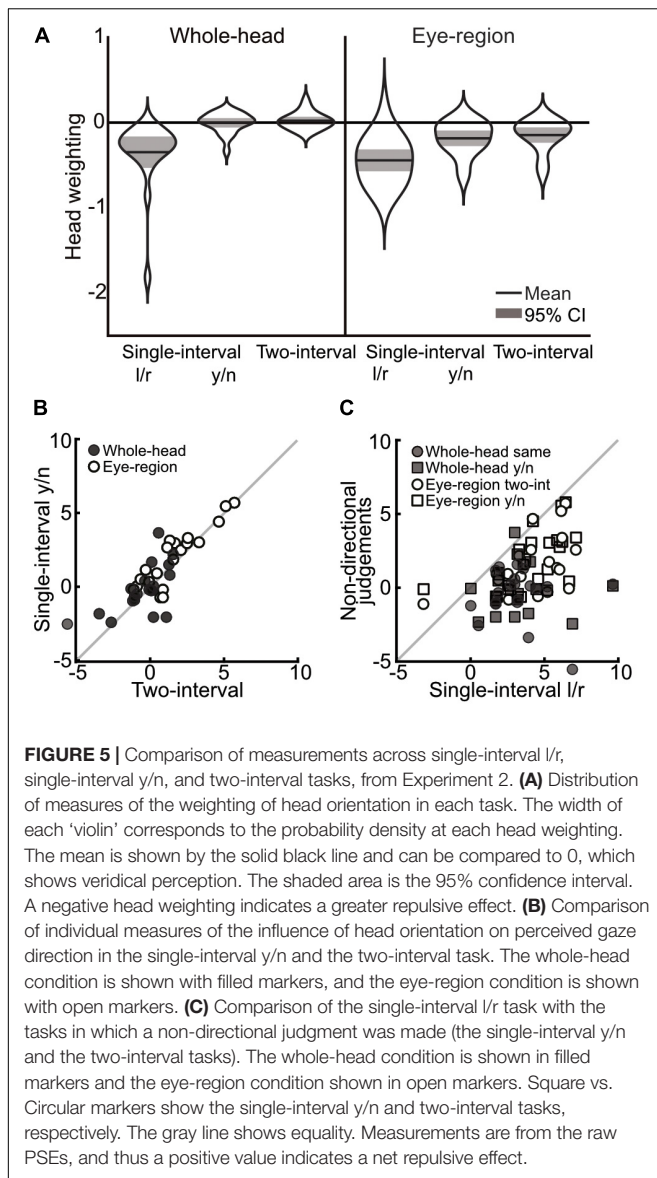 A
Whole-head
Eye-region
1
0
-1
-2
Head weighting
Mean
95% CI
Single-interval
l/r
y/n
Two-interval
Single-interval
l/r
y/n
Two-interval
B
Whole-head
Eye-region
10
5
0
-5
Single-interval y/n
-5
0
5
10
Two-interval
C
Whole-head same
Whole-head y/n
Eye-region two-int
Eye-region y/n
10
5
0
-5
Non-directional
judgements
-5
0
5
10
Single-interval l/r
FIGURE 5 | Comparison of measurements across single-interval l/r,
single-interval y/n, and two-interval tasks, from Experiment 2. (A) Distribution
of measures of the weighting of head orientation in each task. The width of
each ‘violin’ corresponds to the probability density at each head weighting.
The mean is shown by the solid black line and can be compared to 0, which
shows veridical perception. The shaded area is the 95% confidence interval.
A negative head weighting indicates a greater repulsive effect. (B) Comparison
of individual measures of the influence of head orientation on perceived gaze
direction in the single-interval y/n and the two-interval task. The whole-head
condition is shown with filled markers, and the eye-region condition is shown
with open markers. (C) Comparison of the single-interval l/r task with the
tasks in which a non-directional judgment was made (the single-interval y/n
and the two-interval tasks). The whole-head condition is shown in filled
markers and the eye-region condition shown in open markers. Square vs.
Circular markers show the single-interval y/n and two-interval tasks,
respectively. The gray line shows equality. Measurements are from the raw
PSEs, and thus a positive value indicates a net repulsive effect.